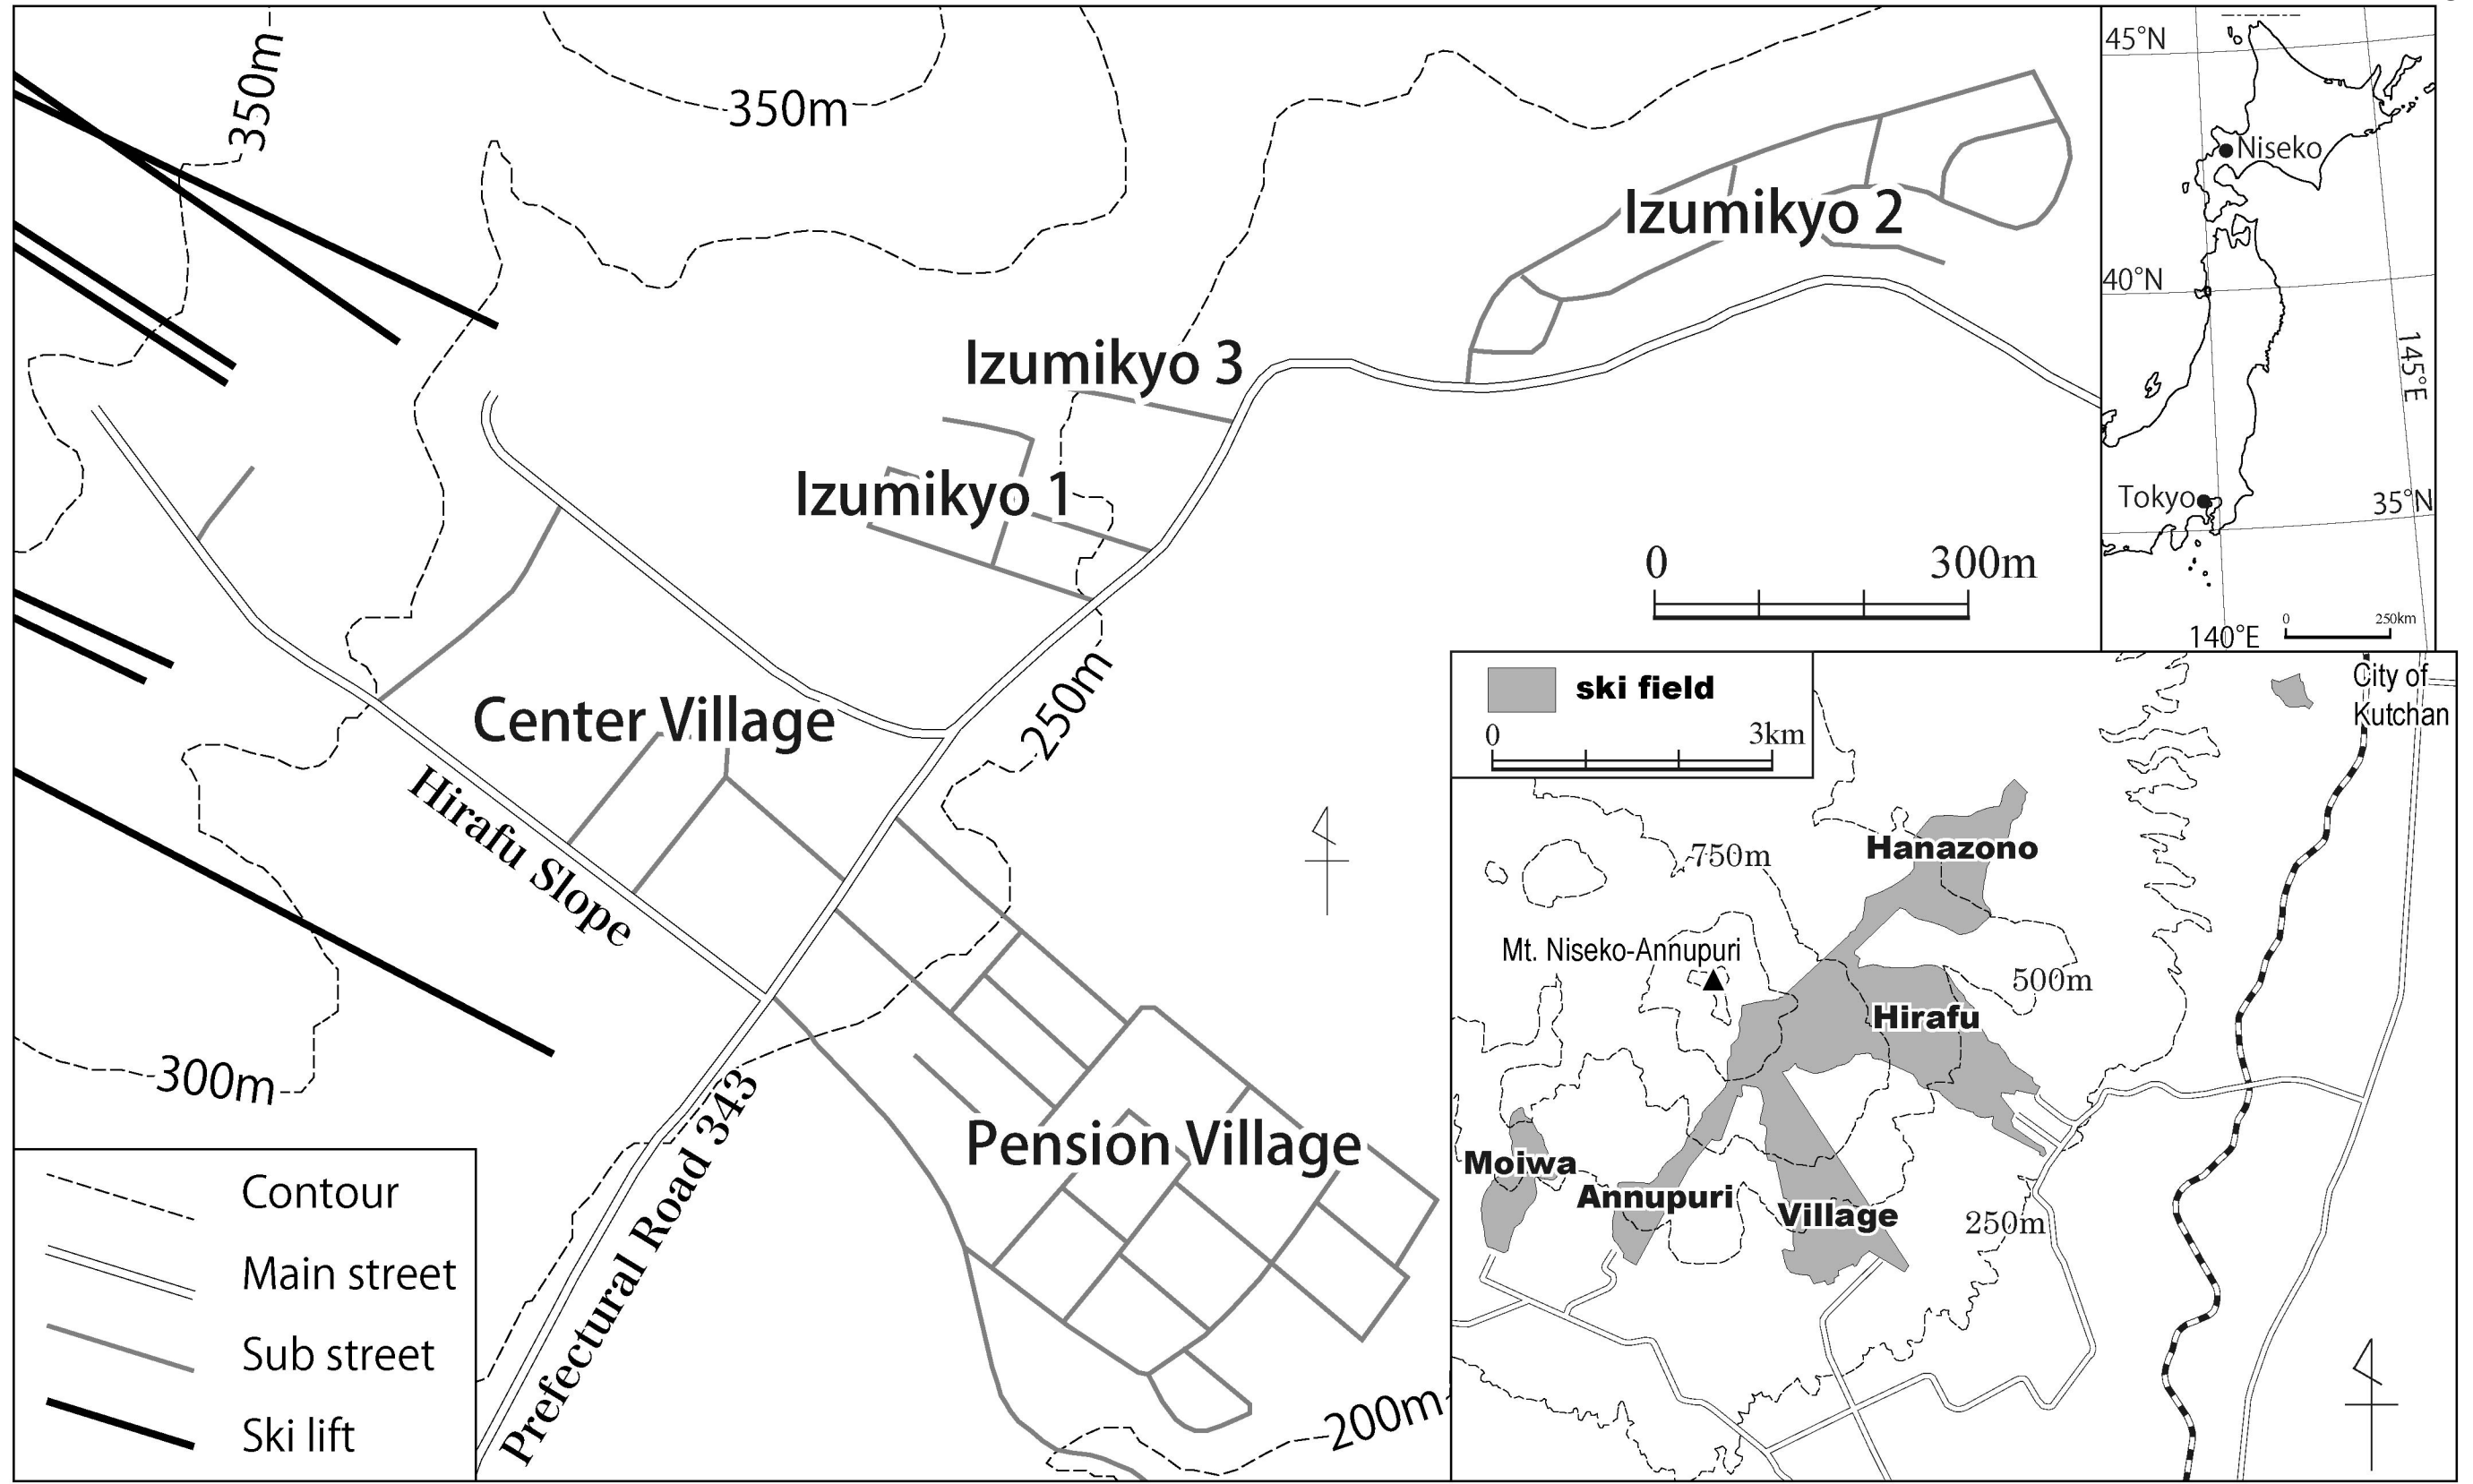 350m
350m
Izumikyo 2
Izumikyo 3
Izumikyo 1
0 300m
Center Village
250m
Hirafu Slope
Pension Village
Prefectural Road 343
300m
200m
Contour
Main street
Sub street
Ski lift
45°N
Niseko
40°N
145°E
Tokyo
35°N
140°E
0 250km
ski field
0 3km
City of
Kutchan
Hanazono
750m
Mt. Niseko-Annupuri
500m
Hirafu
Moiwa
Annupuri
Village
250m